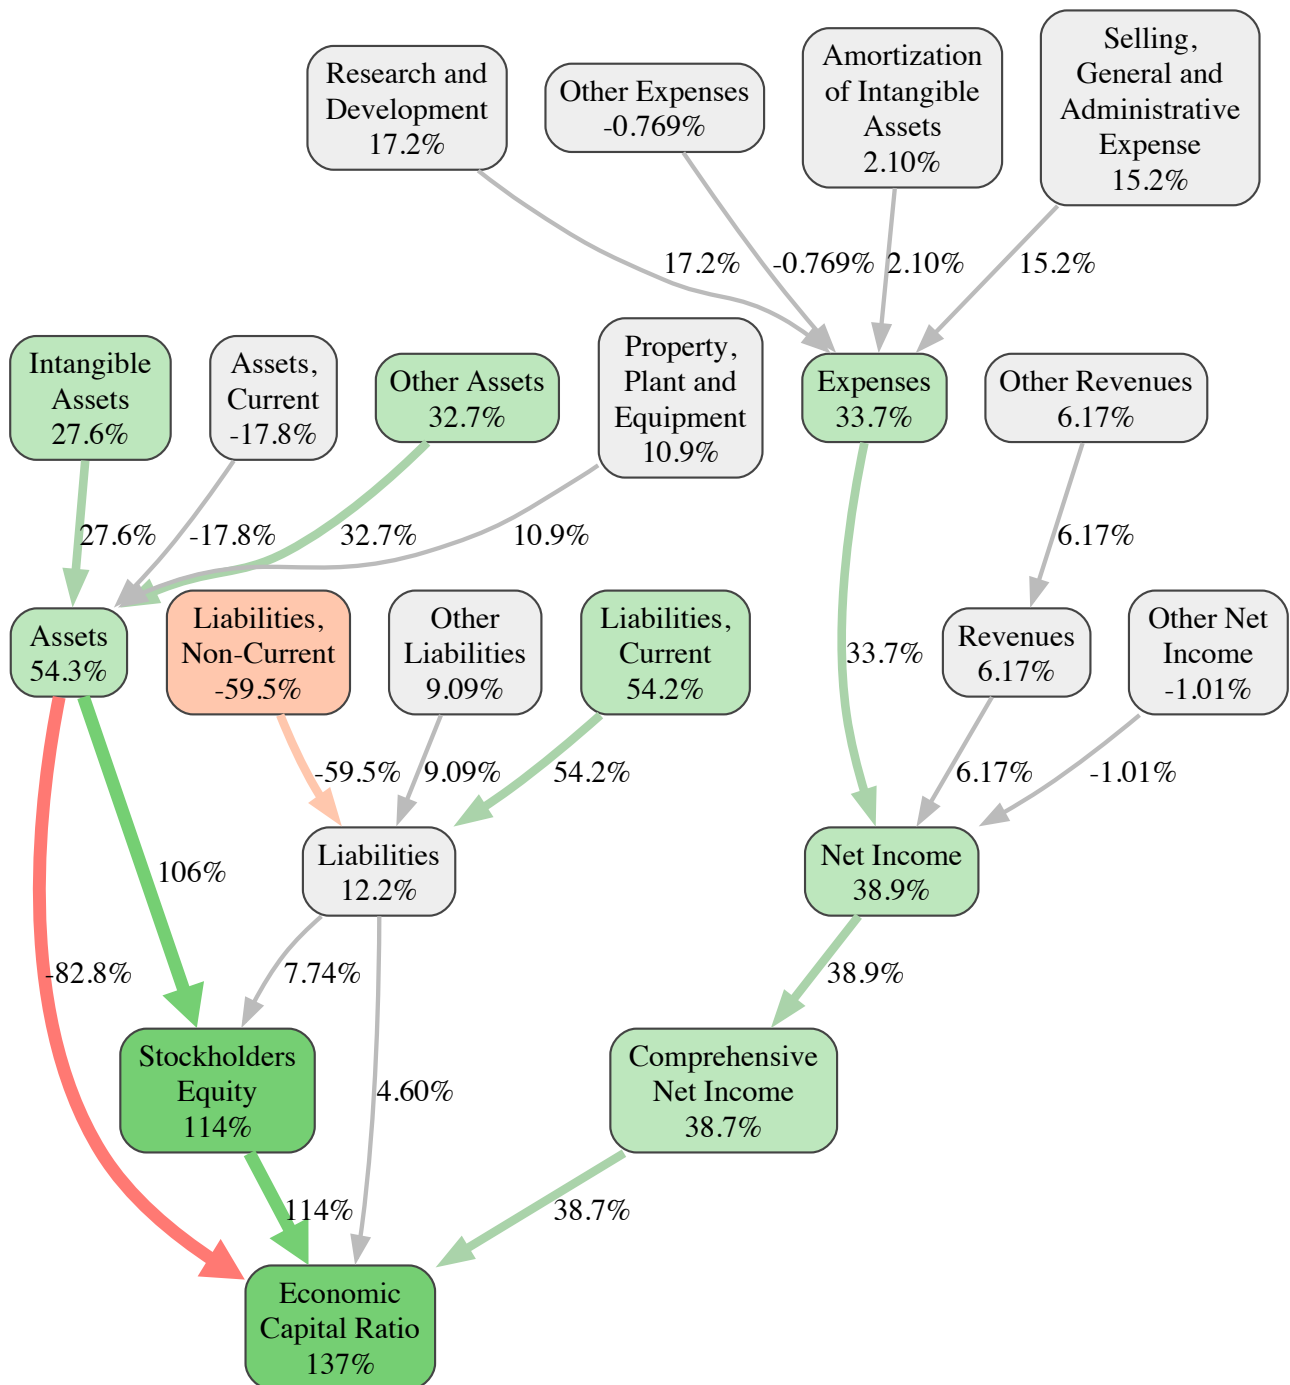 Research and
Development
17.2%
Other Expenses
-0.769%
Amortization
of Intangible
Assets
2.10%
Selling,
General and
Administrative
Expense
15.2%
17.2%
-0.769%
2.10%
15.2%
Intangible
Assets
27.6%
Assets,
Current
-17.8%
Other Assets
32.7%
Property,
Plant and
Equipment
10.9%
Expenses
33.7%
Other Revenues
6.17%
27.6%
-17.8%
32.7%
10.9%
6.17%
Assets
54.3%
Liabilities,
Non-Current
-59.5%
Other
Liabilities
9.09%
Liabilities,
Current
54.2%
33.7%
Revenues
6.17%
Other Net
Income
-1.01%
-59.5%
9.09%
54.2%
6.17%
-1.01%
106%
Liabilities
12.2%
Net Income
38.9%
-82.8%
7.74%
38.9%
Stockholders
Equity
114%
4.60%
Comprehensive
Net Income
38.7%
114%
38.7%
Economic
Capital Ratio
137%